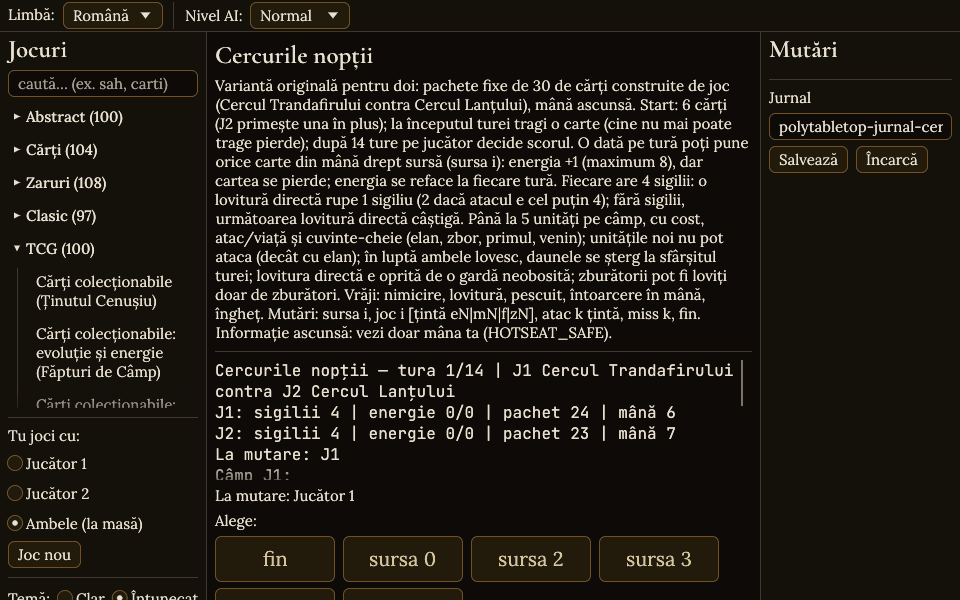 Limbă: Română ▼ Nivel AI: Normal ▼
Jocuri
caută... (ex. sah, carti)
▸ Abstract (100)
▸ Cărți (104)
▸ Zaruri (108)
▸ Clasic (97)
▾ TCG (100)
Cărți colecționabile
(Ținutul Cenușiu)
Cărți colecționabile:
evoluție și energie
(Făpturi de Câmp)
Cărți colecționabile:
Tu joci cu:
Jucător 1
Jucător 2
Ambele (la masă)
Joc nou
Temă: Clar Întunecat
Cercurile nopții
Variantă originală pentru doi: pachete fixe de 30 de cărți construite de joc
(Cercul Trandafirului contra Cercul Lanțului), mână ascunsă. Start: 6 cărți
(J2 primește una în plus); la începutul turei tragi o carte (cine nu mai poate
trage pierde); după 14 ture pe jucător decide scorul. O dată pe tură poți pune
orice carte din mână drept sursă (sursa i): energia +1 (maximum 8), dar
cartea se pierde; energia se reface la fiecare tură. Fiecare are 4 sigilii: o
lovitură directă rupe 1 sigiliu (2 dacă atacul e cel puțin 4); fără sigilii,
următoarea lovitură directă câștigă. Până la 5 unități pe câmp, cu cost,
atac/viață și cuvinte-cheie (elan, zbor, primul, venin); unitățile noi nu pot
ataca (decât cu elan); în luptă ambele lovesc, daunele se șterg la sfârșitul
turei; lovitura directă e oprită de o gardă neobosită; zburătorii pot fi loviți
doar de zburători. Vrăji: nimicire, lovitură, pescuit, întoarcere în mână,
îngheț. Mutări: sursa i, joc i [țintă eN|mN|f|zN], atac k țintă, miss k, fin.
Informație ascunsă: vezi doar mâna ta (HOTSEAT_SAFE).
Cercurile nopții — tura 1/14 | J1 Cercul Trandafirului
contra J2 Cercul Lanțului
J1: sigilii 4 | energie 0/0 | pachet 24 | mână 6
J2: sigilii 4 | energie 0/0 | pachet 23 | mână 7
La mutare: J1
Câmp J1:
La mutare: Jucător 1
Alege:
fin sursa 0 sursa 2 sursa 3
Mutări
Jurnal
polytabletop-jurnal-cer
Salvează Încarcă